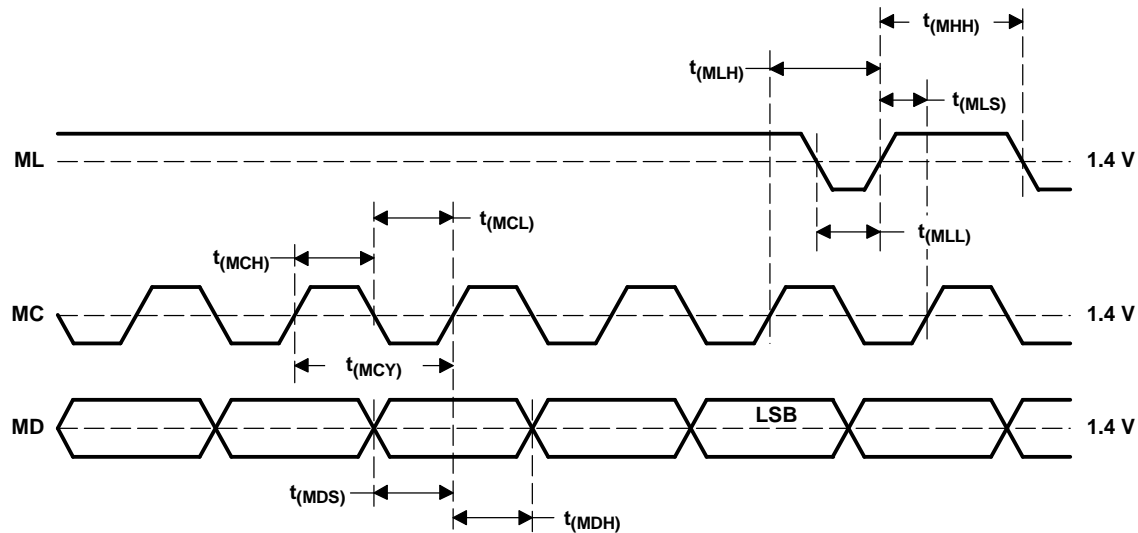 t(MHH)
t(MLH)
t(MLS)
ML
1.4 V
t(MCL)
t(MLL)
t(MCH)
MC
1.4 V
t(MCY)
LSB
MD
1.4 V
t(MDS)
t(MDH)